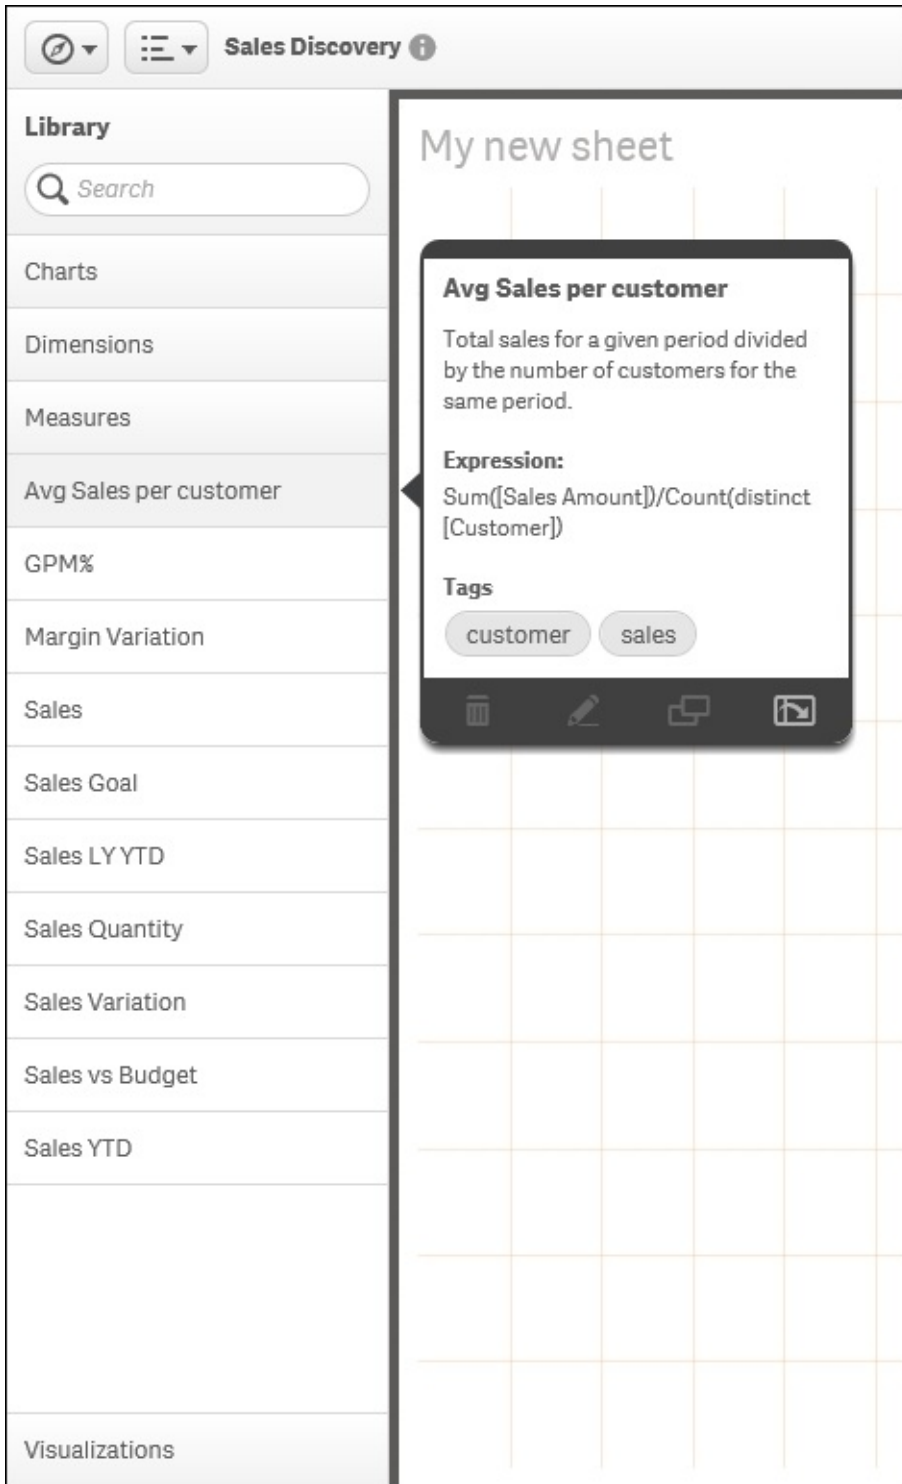 Sales Discovery
Library
Search
Charts
Dimensions
Measures
Avg Sales per customer
GPM%
Margin Variation
Sales
Sales Goal
Sales LY YTD
Sales Quantity
Sales Variation
Sales vs Budget
Sales YTD
Visualizations
My new sheet
Avg Sales per customer
Total sales for a given period divided
by the number of customers for the
same period.
Expression:
Sum([Sales Amount])/Count(distinct
[Customer])
Tags
customer sales